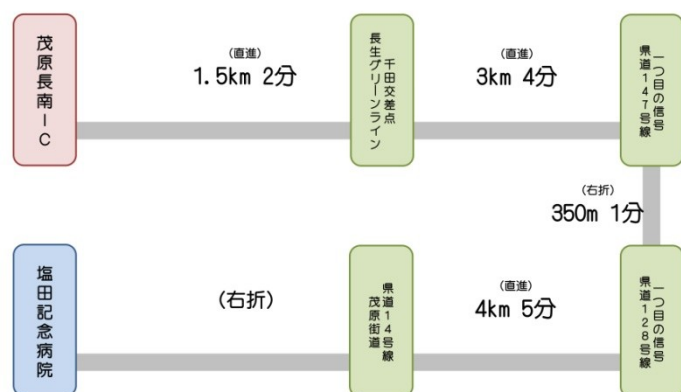 茂原長南IC
(直進)
1.5km 2分
千田交差点
長生グリーンライン
(直進)
3km 4分
一つ目の信号
県道147号線
(右折)
350m 1分
一つ目の信号
県道128号線
(直進)
4km 5分
県道14号線
茂原街道
(右折)
塩田記念病院